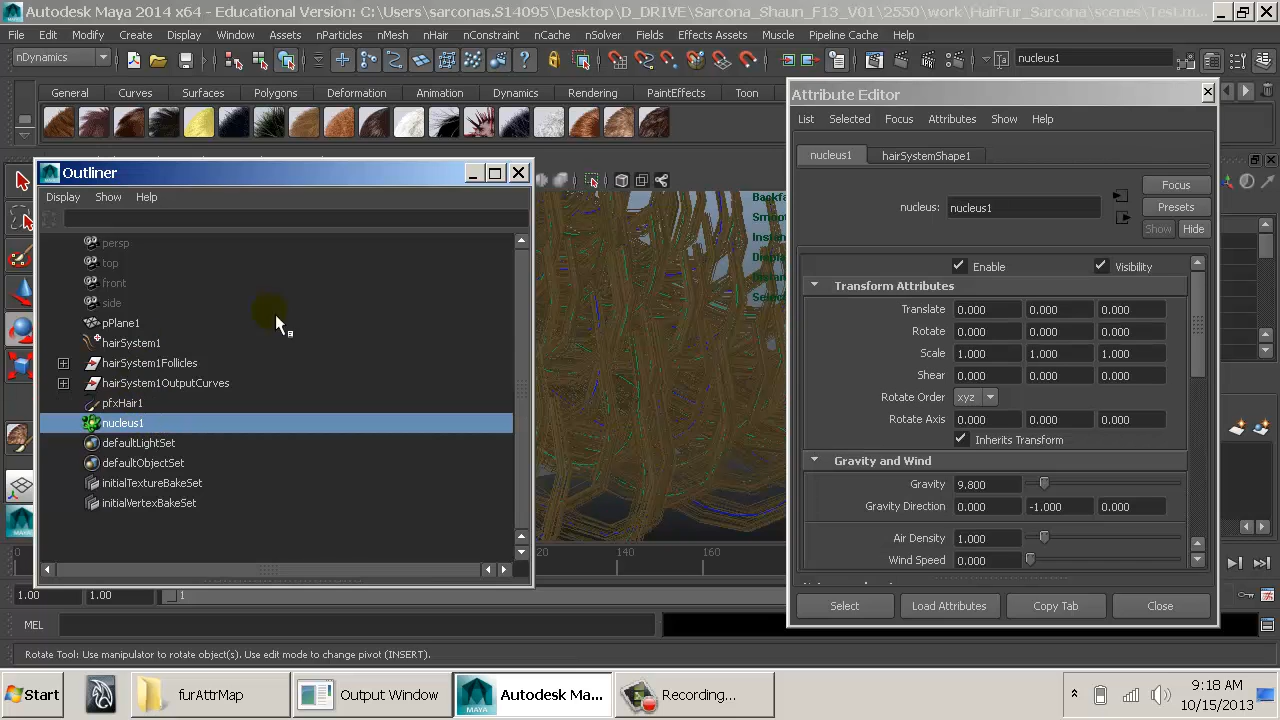 Autodesk Maya 2014 x64 - Educational Version: C:\Users\sarconas.S14095\Desktop\D_DRIVE\Sarcona_Shaun_F13_V01\2550\work\HairFur_Sarcona\scenes\Test.m...
File Edit Modify Create Display Window Assets nParticles nMesh nHair nConstraint nCache nSolver Fields Effects Assets Muscle Pipeline Cache Help
nDynamics nucleus1
General Curves Surfaces Polygons Deformation Animation Dynamics Rendering PaintEffects Toon
Attribute Editor
List Selected Focus Attributes Show Help
nucleus1 hairSystemShape1
Focus
nucleus: nucleus1 Presets
Show Hide
Enable Visibility
Transform Attributes
Translate 0.000 0.000 0.000
Rotate 0.000 0.000 0.000
Scale 1.000 1.000 1.000
Shear 0.000 0.000 0.000
Rotate Order xyz
Rotate Axis 0.000 0.000 0.000
Inherits Transform
Gravity and Wind
Gravity 9.800
Gravity Direction 0.000 -1.000 0.000
Air Density 1.000
Wind Speed 0.000
Select Load Attributes Copy Tab Close
Outliner
Display Show Help
persp
top
front
side
pPlane1
hairSystem1
hairSystem1Follicles
hairSystem1OutputCurves
pfxHair1
nucleus1
defaultLightSet
defaultObjectSet
initialTextureBakeSet
initialVertexBakeSet
Backfa
Smoo
Instan
Displa
Selec
0 120 140 160
1.00 1.00 1
MEL
Rotate Tool: Use manipulator to rotate object(s). Use edit mode to change pivot (INSERT).
Start furAttrMap Output Window Autodesk Ma... Recording... 9:18 AM
10/15/2013